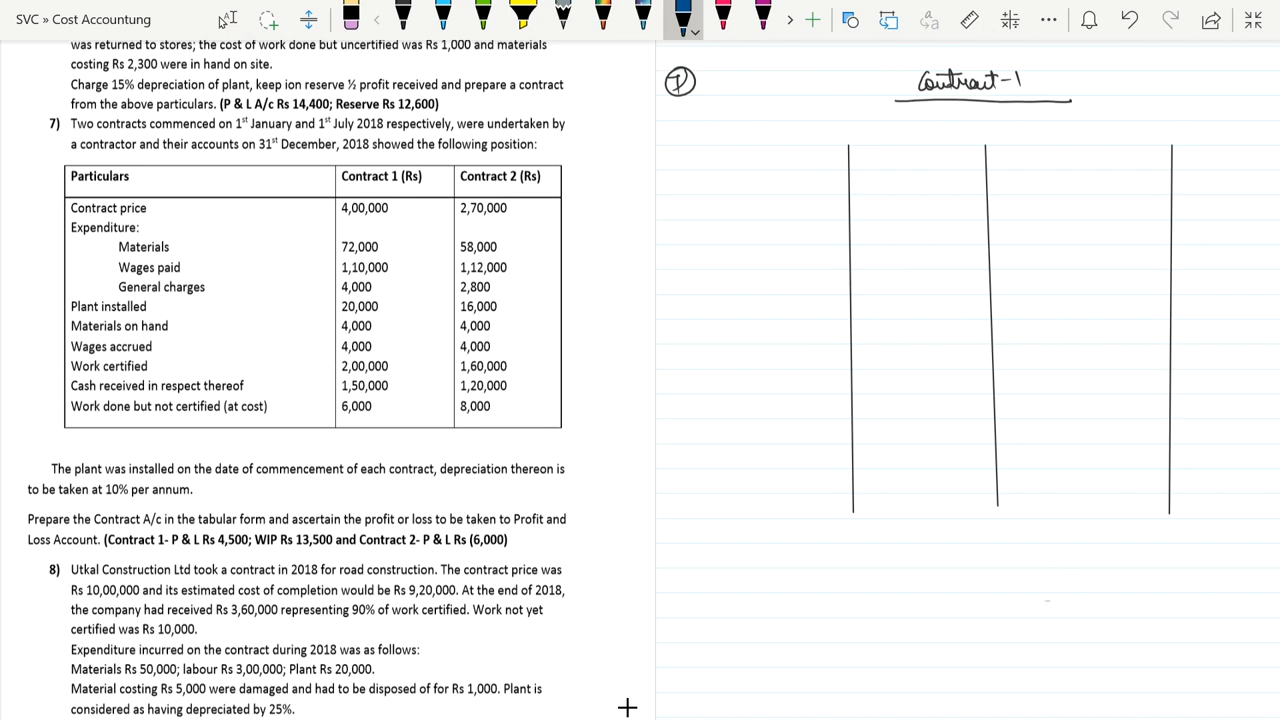 SVC » Cost Accountung
was returned to stores; the cost of work done but uncertified was Rs 1,000 and materials
costing Rs 2,300 were in hand on site.
Charge 15% depreciation of plant, keep ion reserve ⅓ profit received and prepare a contract
from the above particulars. (P & L A/c Rs 14,400; Reserve Rs 12,600)
7) Two contracts commenced on 1st January and 1st July 2018 respectively, were undertaken by
a contractor and their accounts on 31st December, 2018 showed the following position:
Particulars Contract 1 (Rs) Contract 2 (Rs)
Contract price 4,00,000 2,70,000
Expenditure:
Materials 72,000 58,000
Wages paid 1,10,000 1,12,000
General charges 4,000 2,800
Plant installed 20,000 16,000
Materials on hand 4,000 4,000
Wages accrued 4,000 4,000
Work certified 2,00,000 1,60,000
Cash received in respect thereof 1,50,000 1,20,000
Work done but not certified (at cost) 6,000 8,000
The plant was installed on the date of commencement of each contract, depreciation thereon is
to be taken at 10% per annum.
Prepare the Contract A/c in the tabular form and ascertain the profit or loss to be taken to Profit and
Loss Account. (Contract 1- P & L Rs 4,500; WIP Rs 13,500 and Contract 2- P & L Rs (6,000)
8) Utkal Construction Ltd took a contract in 2018 for road construction. The contract price was
Rs 10,00,000 and its estimated cost of completion would be Rs 9,20,000. At the end of 2018,
the company had received Rs 3,60,000 representing 90% of work certified. Work not yet
certified was Rs 10,000.
Expenditure incurred on the contract during 2018 was as follows:
Materials Rs 50,000; labour Rs 3,00,000; Plant Rs 20,000.
Material costing Rs 5,000 were damaged and had to be disposed of for Rs 1,000. Plant is
considered as having depreciated by 25%.
7 Contract-1